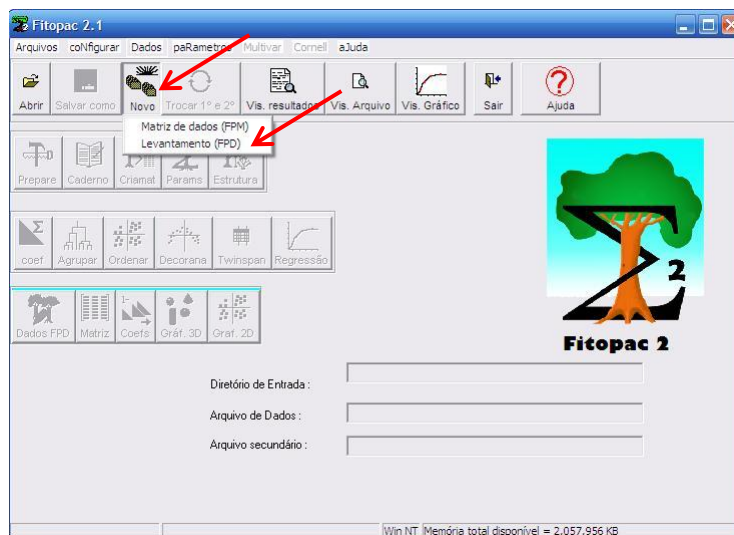 Fitopac 2.1
Arquivos coNfigurar Dados paRametros Multivar Cornell aJuda
Abrir Salvar como Novo Trocar 1º e 2º Vis. resultados Vis. Arquivo Vis. Gráfico Sair Ajuda
Matriz de dados (FPM)
Levantamento (FPD)
Prepare Caderno Criamat Params Estrutura
coef Agrupar Ordenar Decorana Twinspan Regressão
Dados FPD Matriz Coefs Gráf. 3D Graf. 2D
2
Fitopac 2
Diretório de Entrada :
Arquivo de Dados :
Arquivo secundário :
Win NT Memória total disponível = 2.057.956 KB